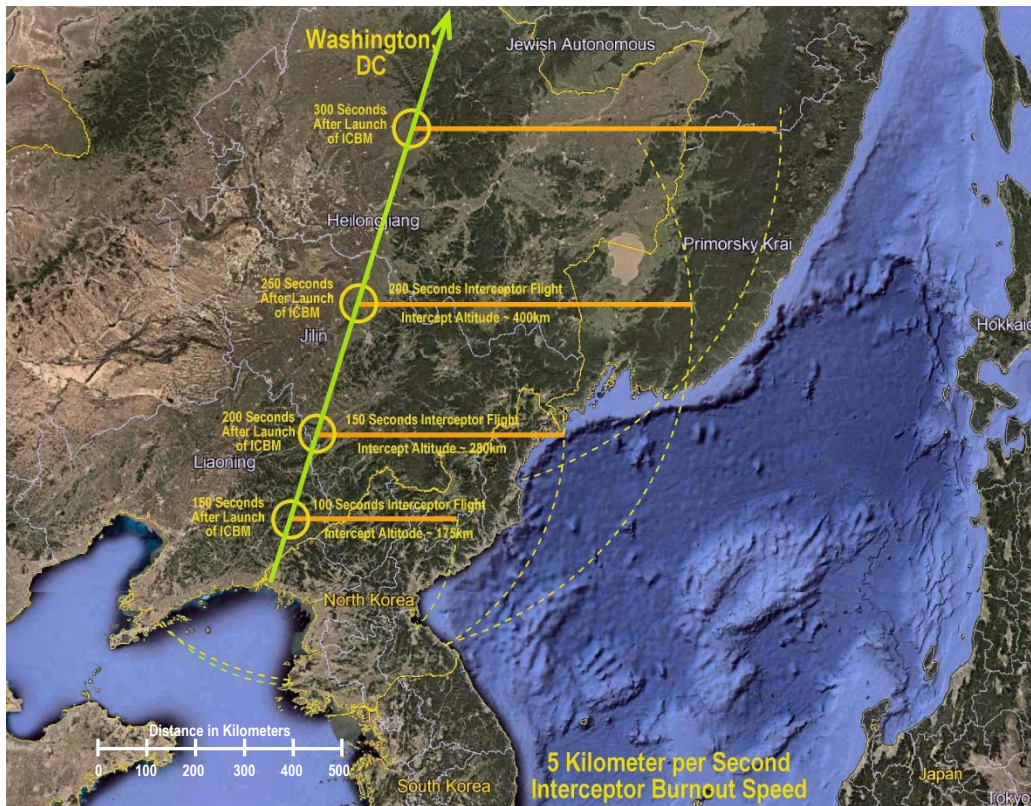 Washington,
DC
Jewish Autonomous
300 Seconds
After Launch
of ICBM
Heilongjiang
Primorsky Krai
250 Seconds
After Launch
of ICBM
200 Seconds Interceptor Flight
Intercept Altitude ~ 400km
Jilin
Hokkaid
200 Seconds
After Launch
of ICBM
150 Seconds Interceptor Flight
Intercept Altitude ~ 280km
Liaoning
150 Seconds
After Launch
of ICBM
100 Seconds Interceptor Flight
Intercept Altitude ~ 175km
North Korea
Distance in Kilometers
0 100 200 300 400 500
South Korea
5 Kilometer per Second
Interceptor Burnout Speed
Japan
Tokyo